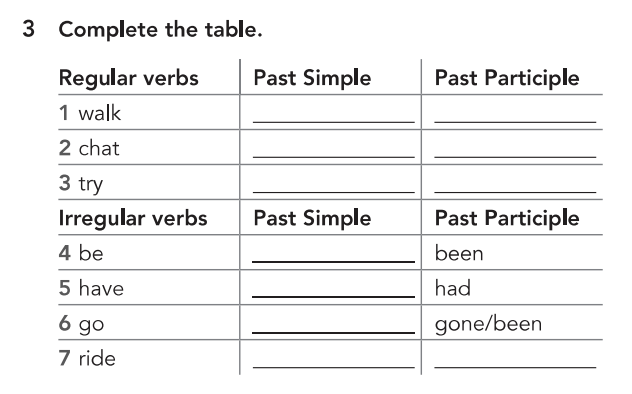 3 Complete the table.
Regular verbs Past Simple Past Participle
1 walk
2 chat
3 try
Irregular verbs Past Simple Past Participle
4 be been
5 have had
6 go gone/been
7 ride